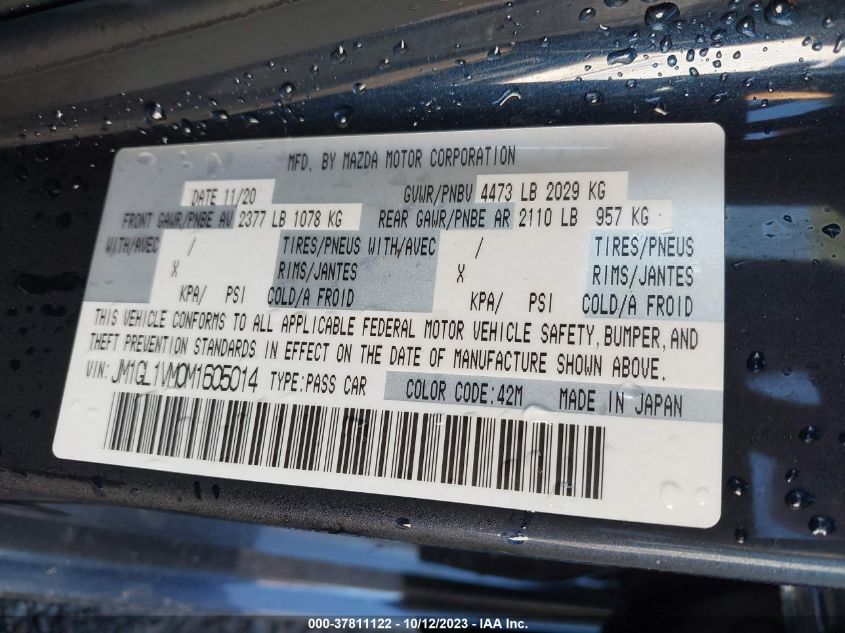 MFD. BY MAZDA MOTOR CORPORATION
DATE 11/20 GVWR/PNBV 4473 LB 2029 KG
FRONT GAWR/PNBE AV 2377 LB 1078 KG REAR GAWR/PNBE AR 2110 LB 957 KG
WITH/AVEC / TIRES/PNEUS WITH/AVEC / TIRES/PNEUS
X RIMS/JANTES X RIMS/JANTES
KPA/ PSI COLD/A FROID KPA/ PSI COLD/A FROID
THIS VEHICLE CONFORMS TO ALL APPLICABLE FEDERAL MOTOR VEHICLE SAFETY, BUMPER, AND
THEFT PREVENTION STANDARDS IN EFFECT ON THE DATE OF MANUFACTURE SHOWN ABOVE.
VIN: JM1GL1VM0M1605014 TYPE: PASS CAR COLOR CODE: 42M MADE IN JAPAN
000-37811122 - 10/12/2023 - IAA Inc.